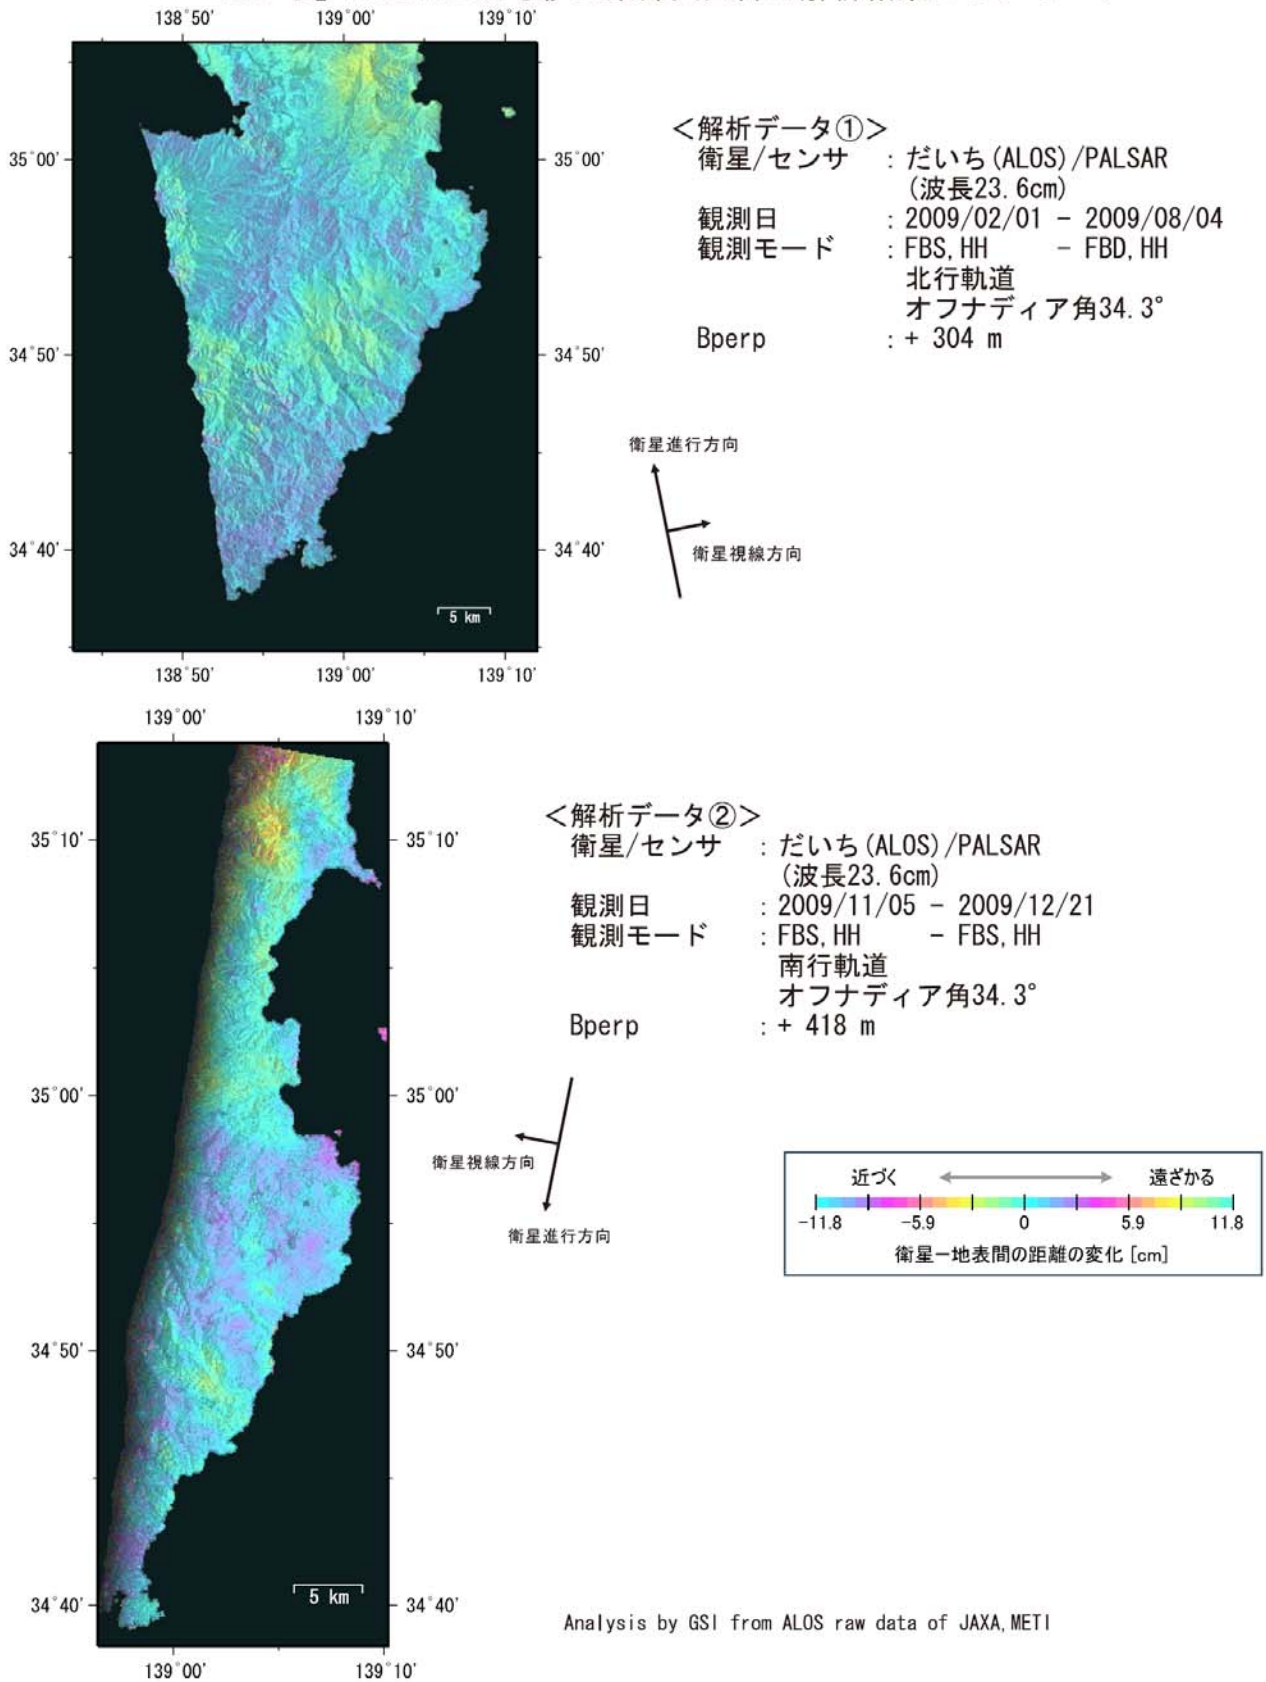 138°50' 139°00' 139°10'
35°00' 35°00'
34°50' 34°50'
34°40' 34°40'
5 km
138°50' 139°00' 139°10'
<解析データ①>
衛星/センサ : だいち(ALOS)/PALSAR
(波長23.6cm)
観測日 : 2009/02/01 - 2009/08/04
観測モード : FBS,HH - FBD,HH
北行軌道
オフナディア角34.3°
Bperp : + 304 m
衛星進行方向
衛星視線方向
139°00' 139°10'
35°10' 35°10'
35°00' 35°00'
34°50' 34°50'
34°40' 34°40'
5 km
139°00' 139°10'
<解析データ②>
衛星/センサ : だいち(ALOS)/PALSAR
(波長23.6cm)
観測日 : 2009/11/05 - 2009/12/21
観測モード : FBS,HH - FBS,HH
南行軌道
オフナディア角34.3°
Bperp : + 418 m
衛星視線方向
衛星進行方向
近づく 遠ざかる
-11.8 -5.9 0 5.9 11.8
衛星-地表間の距離の変化 [cm]
Analysis by GSI from ALOS raw data of JAXA,METI